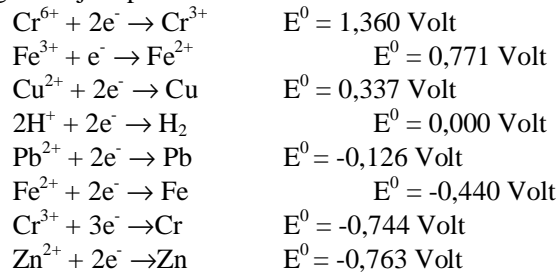 Cr⁶⁺ + 2e⁻ → Cr³⁺ E⁰ = 1,360 Volt
Fe³⁺ + e⁻ → Fe²⁺ E⁰ = 0,771 Volt
Cu²⁺ + 2e⁻ → Cu E⁰ = 0,337 Volt
2H⁺ + 2e⁻ → H₂ E⁰ = 0,000 Volt
Pb²⁺ + 2e⁻ → Pb E⁰ = -0,126 Volt
Fe²⁺ + 2e⁻ → Fe E⁰ = -0,440 Volt
Cr³⁺ + 3e⁻ →Cr E⁰ = -0,744 Volt
Zn²⁺ + 2e⁻ →Zn E⁰ = -0,763 Volt